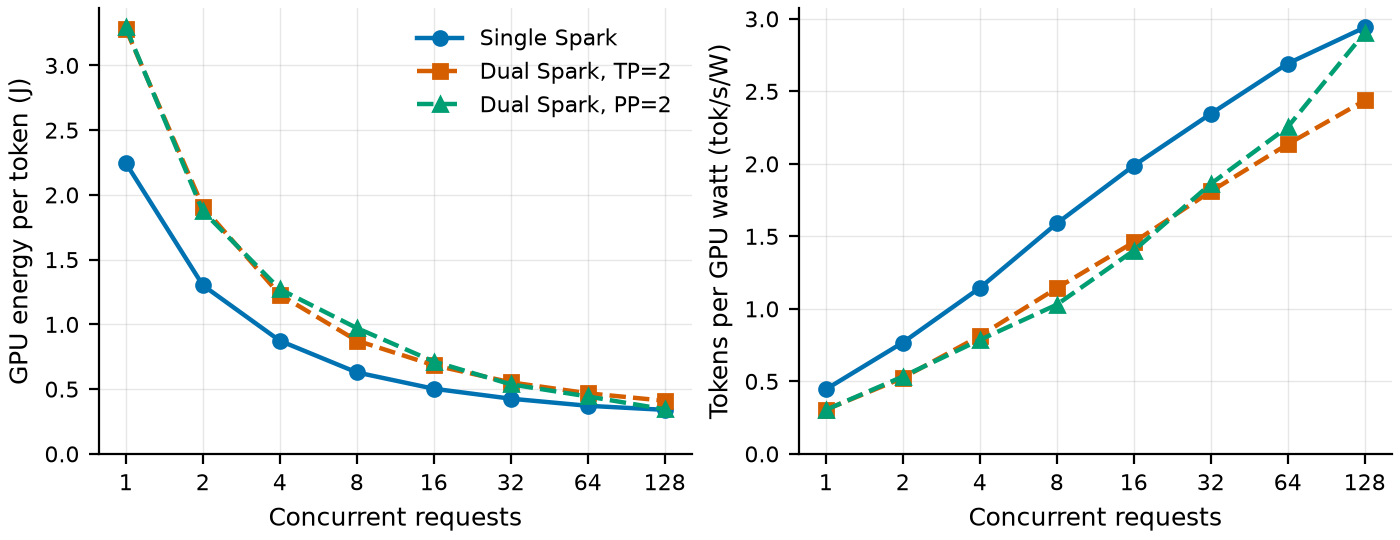 GPU energy per token (J)
3.0
2.5
2.0
1.5
1.0
0.5
0.0
Single Spark
Dual Spark, TP=2
Dual Spark, PP=2
1 2 4 8 16 32 64 128
Concurrent requests
Tokens per GPU watt (tok/s/W)
3.0
2.5
2.0
1.5
1.0
0.5
0.0
1 2 4 8 16 32 64 128
Concurrent requests